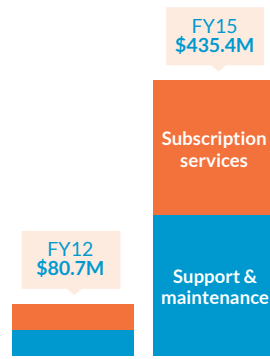 FY15
$435.4M
Subscription
services
FY12
$80.7M
Support &
maintenance